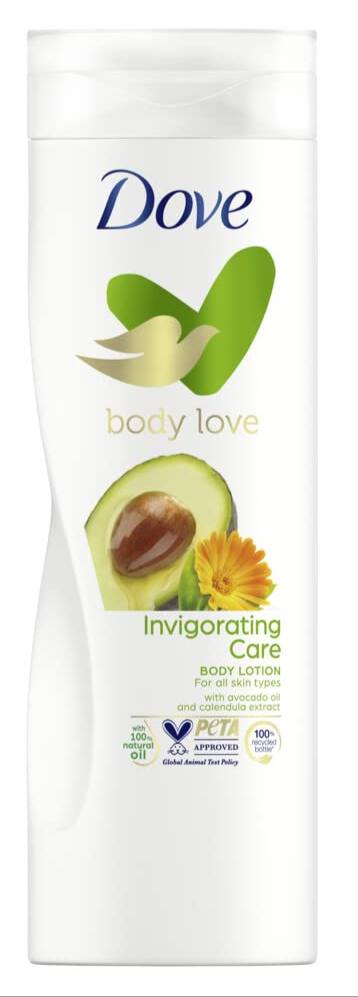 Dove
body love
Invigorating
Care
BODY LOTION
For all skin types
with avocado oil
and calendula extract
with
100%
natural
oil
PETA
APPROVED
Global Animal Test Policy
100%
recycled
bottle*